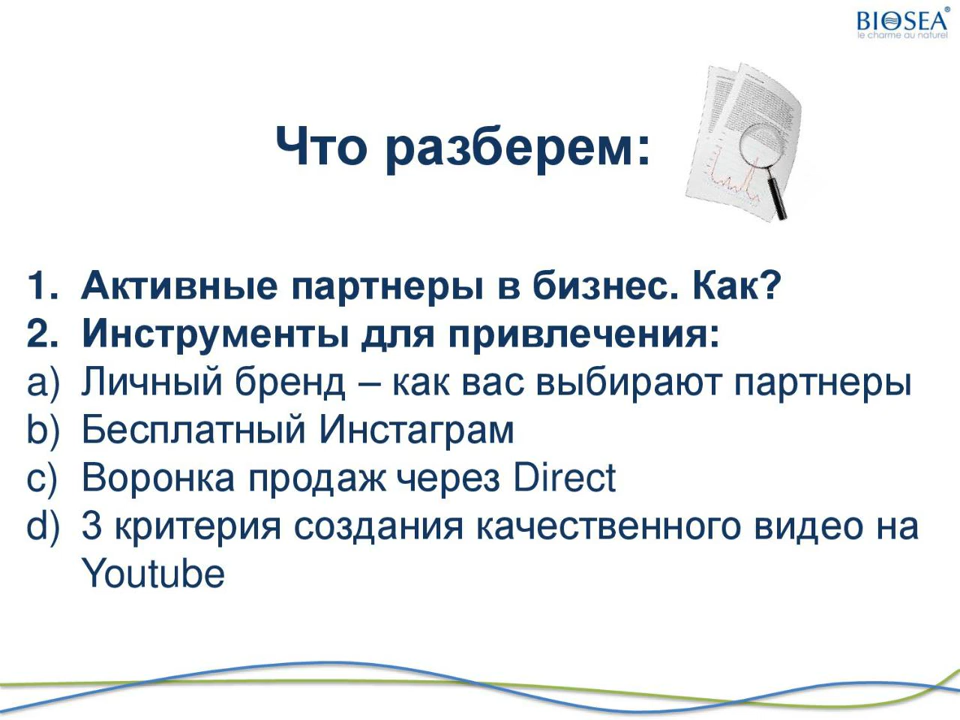 BIOSEA®
le charme au naturel
Что разберем:
1. Активные партнеры в бизнес. Как?
2. Инструменты для привлечения:
a) Личный бренд – как вас выбирают партнеры
b) Бесплатный Инстаграм
c) Воронка продаж через Direct
d) 3 критерия создания качественного видео на
Youtube